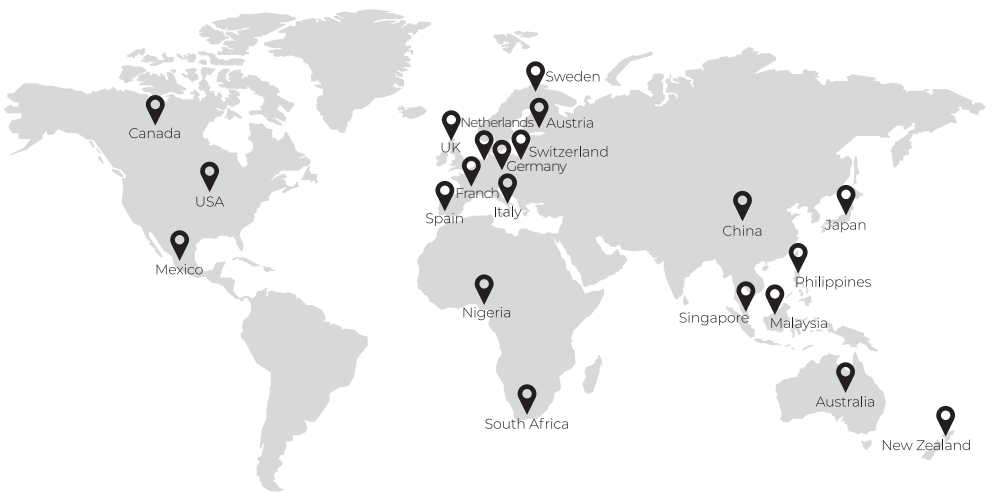 Sweden
Canada
Netherlands
Austria
UK
Switzerland
Germany
USA
Franch
Italy
Spain
China
Japan
Mexico
Philippines
Nigeria
Singapore
Malaysia
Australia
South Africa
New Zealand